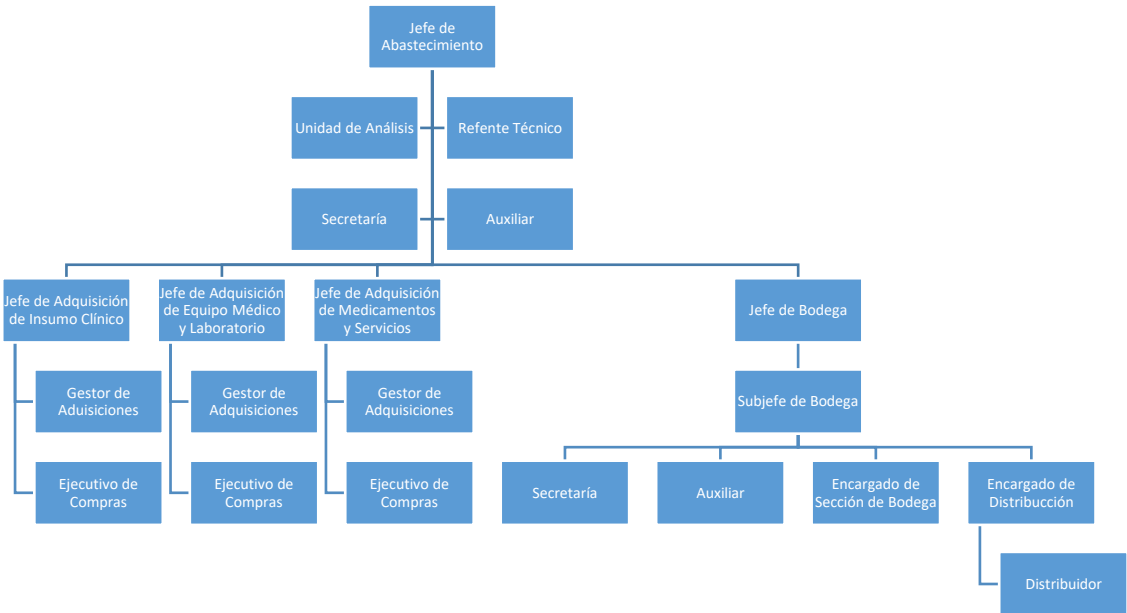 Jefe de
Abastecimiento
Unidad de Análisis
Refente Técnico
Secretaría
Auxiliar
Jefe de Adquisición
de Insumo Clínico
Jefe de Adquisición
de Equipo Médico
y Laboratorio
Jefe de Adquisición
de Medicamentos
y Servicios
Jefe de Bodega
Gestor de
Aduisiciones
Gestor de
Adquisiciones
Gestor de
Adquisiciones
Subjefe de Bodega
Ejecutivo de
Compras
Ejecutivo de
Compras
Ejecutivo de
Compras
Secretaría
Auxiliar
Encargado de
Sección de Bodega
Encargado de
Distribucción
Distribuidor